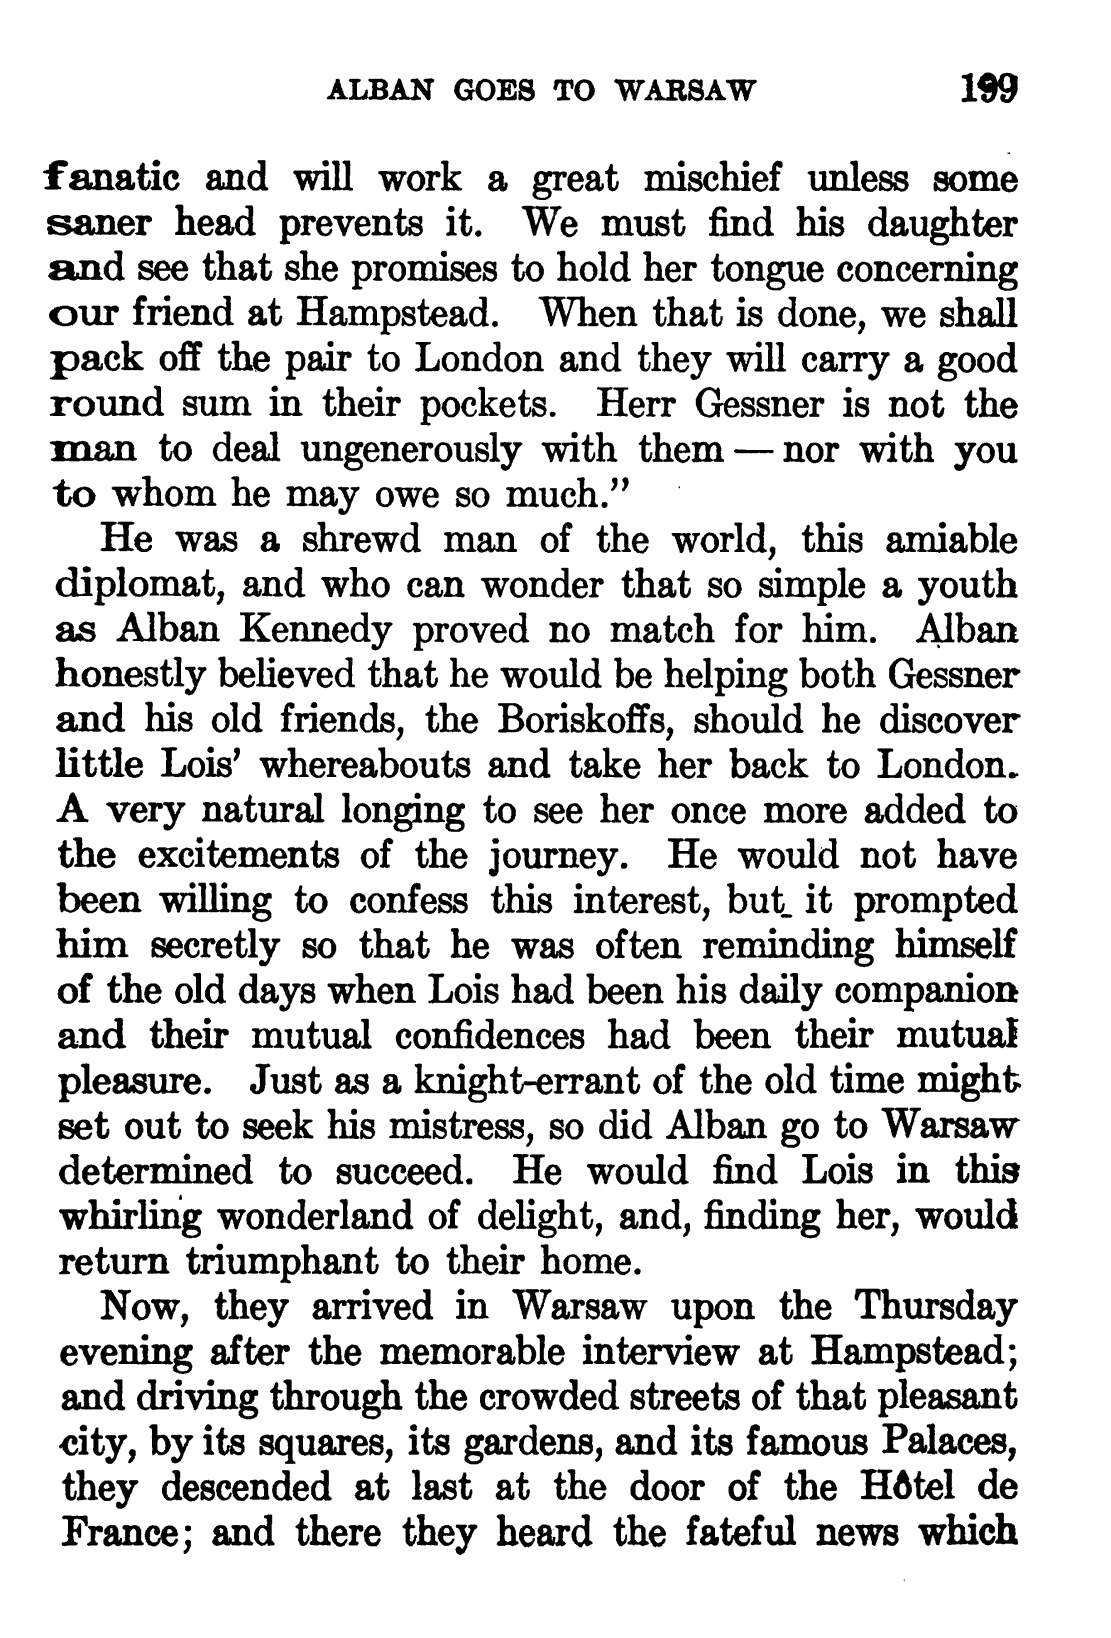 ALBAN GOES TO WARSAW 199
fanatic and will work a great mischief unless some
saner head prevents it. We must find his daughter
and see that she promises to hold her tongue concerning
our friend at Hampstead. When that is done, we shall
pack off the pair to London and they will carry a good
round sum in their pockets. Herr Gessner is not the
man to deal ungenerously with them — nor with you
to whom he may owe so much.”
He was a shrewd man of the world, this amiable
diplomat, and who can wonder that so simple a youth
as Alban Kennedy proved no match for him. Alban
honestly believed that he would be helping both Gessner
and his old friends, the Boriskoffs, should he discover
little Lois’ whereabouts and take her back to London.
A very natural longing to see her once more added to
the excitements of the journey. He would not have
been willing to confess this interest, but it prompted
him secretly so that he was often reminding himself
of the old days when Lois had been his daily companion
and their mutual confidences had been their mutual
pleasure. Just as a knight-errant of the old time might
set out to seek his mistress, so did Alban go to Warsaw
determined to succeed. He would find Lois in this
whirling wonderland of delight, and, finding her, would
return triumphant to their home.
Now, they arrived in Warsaw upon the Thursday
evening after the memorable interview at Hampstead;
and driving through the crowded streets of that pleasant
city, by its squares, its gardens, and its famous Palaces,
they descended at last at the door of the Hôtel de
France; and there they heard the fateful news which